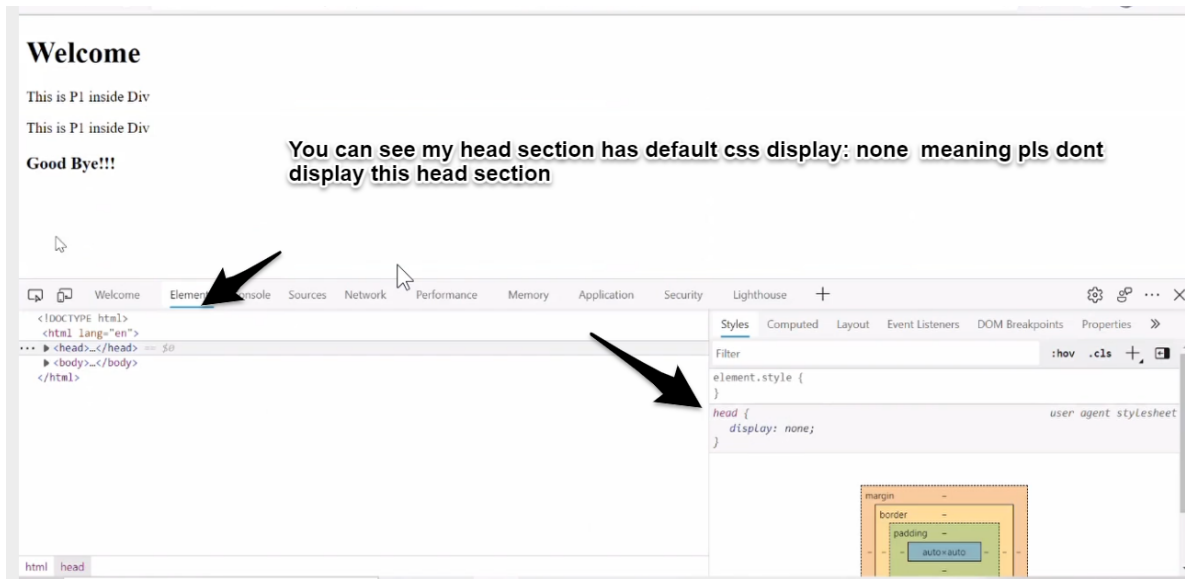 Welcome
This is P1 inside Div
This is P1 inside Div
Good Bye!!!
You can see my head section has default css display: none meaning pls dont
display this head section
Welcome Console Sources Network Performance Memory Application Security Lighthouse
<!DOCTYPE html>
<html lang="en">
<head>…</head> == $0
<body>…</body>
</html>
html head
Styles Computed Layout Event Listeners DOM Breakpoints Properties
Filter :hov .cls
element.style {
}
head { user agent stylesheet
display: none;
}
margin -
border -
padding -
- - - auto×auto - - -
-